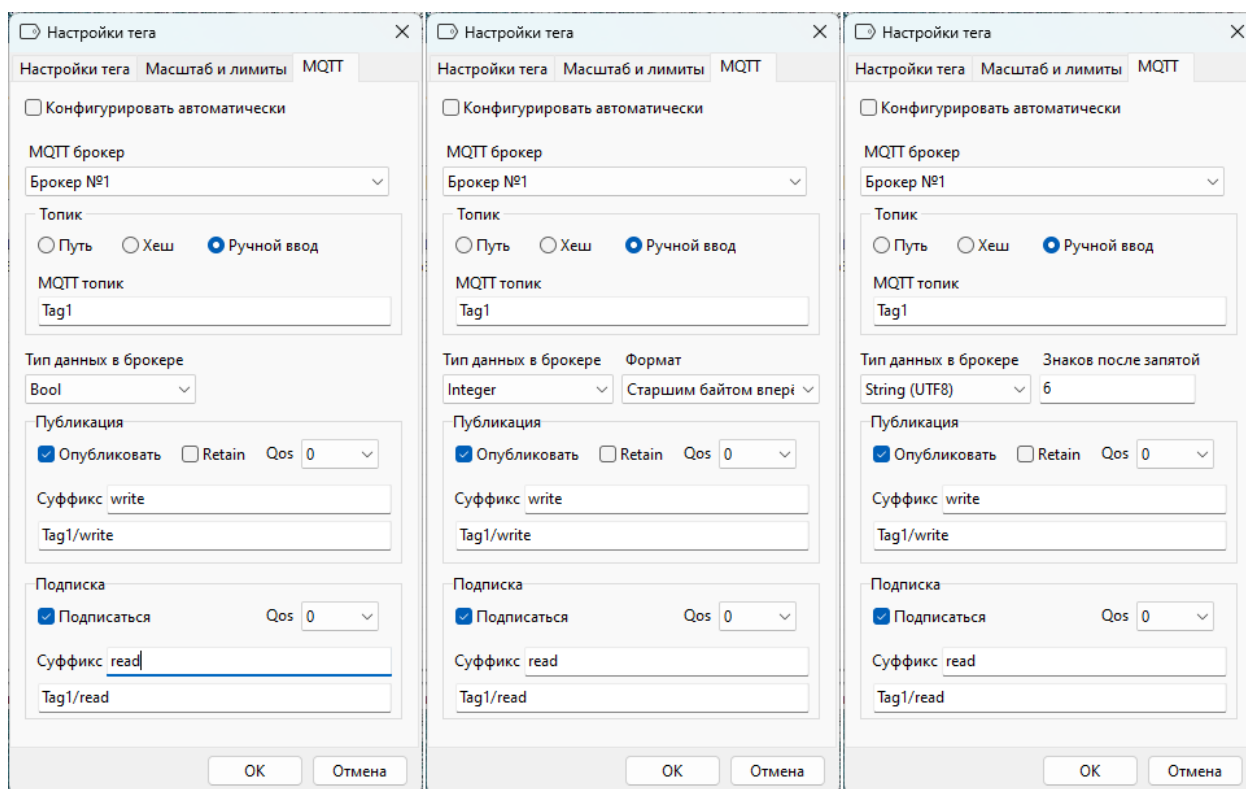 Настройки тега
Настройки тега Масштаб и лимиты MQTT
Конфигурировать автоматически
MQTT брокер
Брокер №1
Топик
Путь Хеш Ручной ввод
MQTT топик
Tag1
Тип данных в брокере
Bool
Публикация
Опубликовать Retain Qos 0
Суффикс write
Tag1/write
Подписка
Подписаться Qos 0
Суффикс read
Tag1/read
OK Отмена
Настройки тега
Настройки тега Масштаб и лимиты MQTT
Конфигурировать автоматически
MQTT брокер
Брокер №1
Топик
Путь Хеш Ручной ввод
MQTT топик
Tag1
Тип данных в брокере Формат
Integer Старшим байтом вперё
Публикация
Опубликовать Retain Qos 0
Суффикс write
Tag1/write
Подписка
Подписаться Qos 0
Суффикс read
Tag1/read
OK Отмена
Настройки тега
Настройки тега Масштаб и лимиты MQTT
Конфигурировать автоматически
MQTT брокер
Брокер №1
Топик
Путь Хеш Ручной ввод
MQTT топик
Tag1
Тип данных в брокере Знаков после запятой
String (UTF8) 6
Публикация
Опубликовать Retain Qos 0
Суффикс write
Tag1/write
Подписка
Подписаться Qos 0
Суффикс read
Tag1/read
OK Отмена